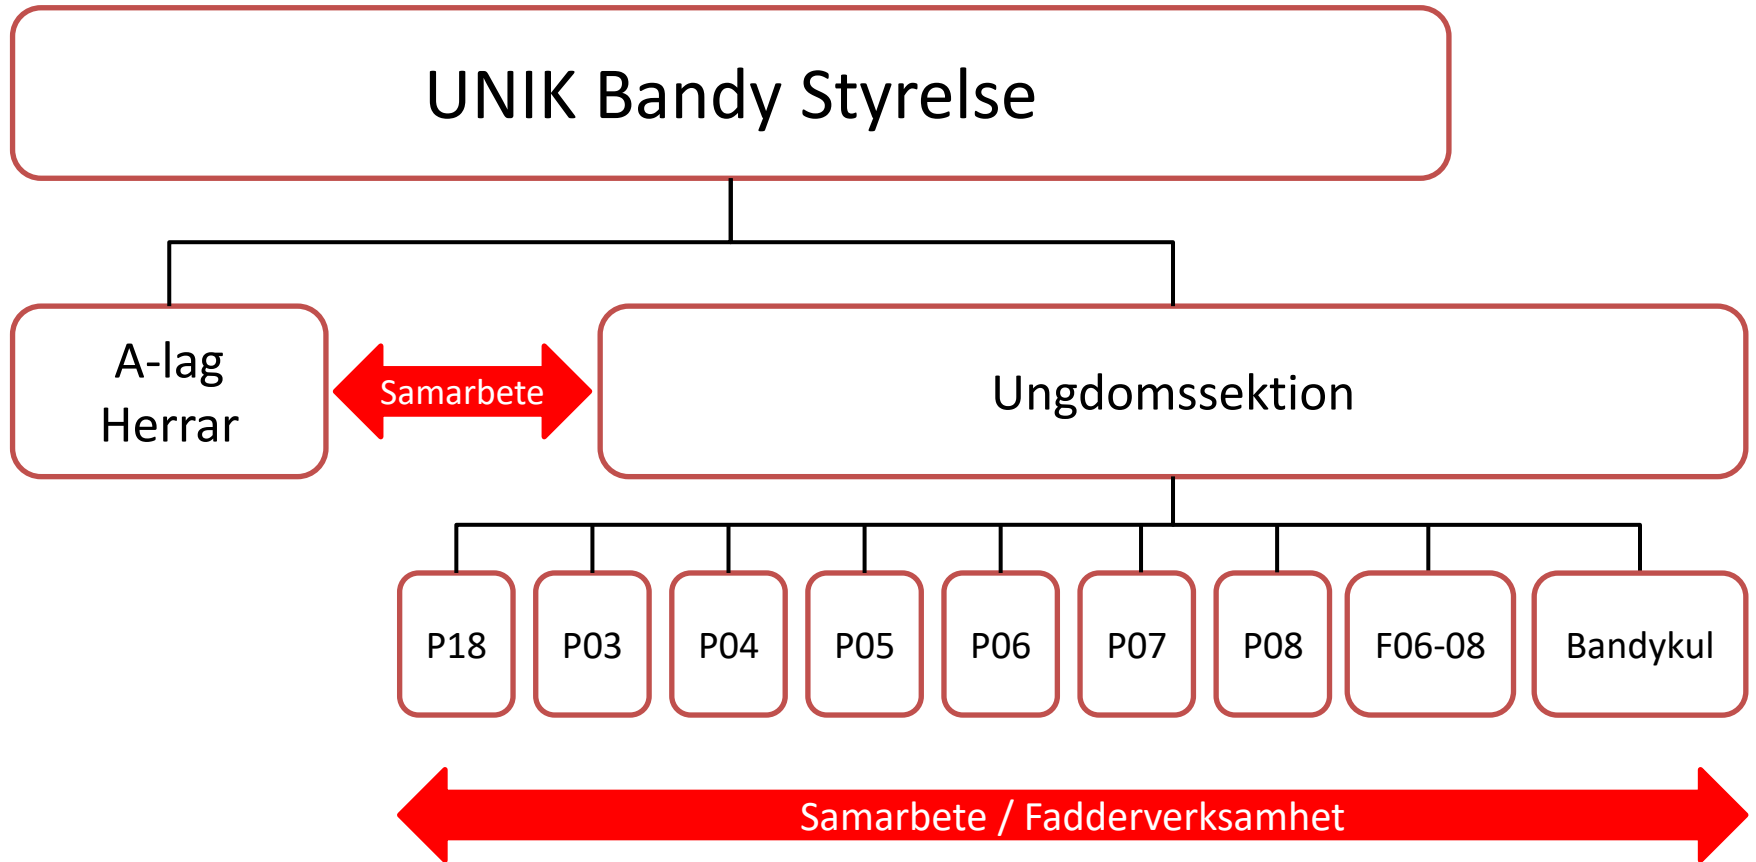 UNIK Bandy Styrelse
A-lag
Herrar
Samarbete
Ungdomssektion
P18
P03
P04
P05
P06
P07
P08
F06-08
Bandykul
Samarbete / Fadderverksamhet